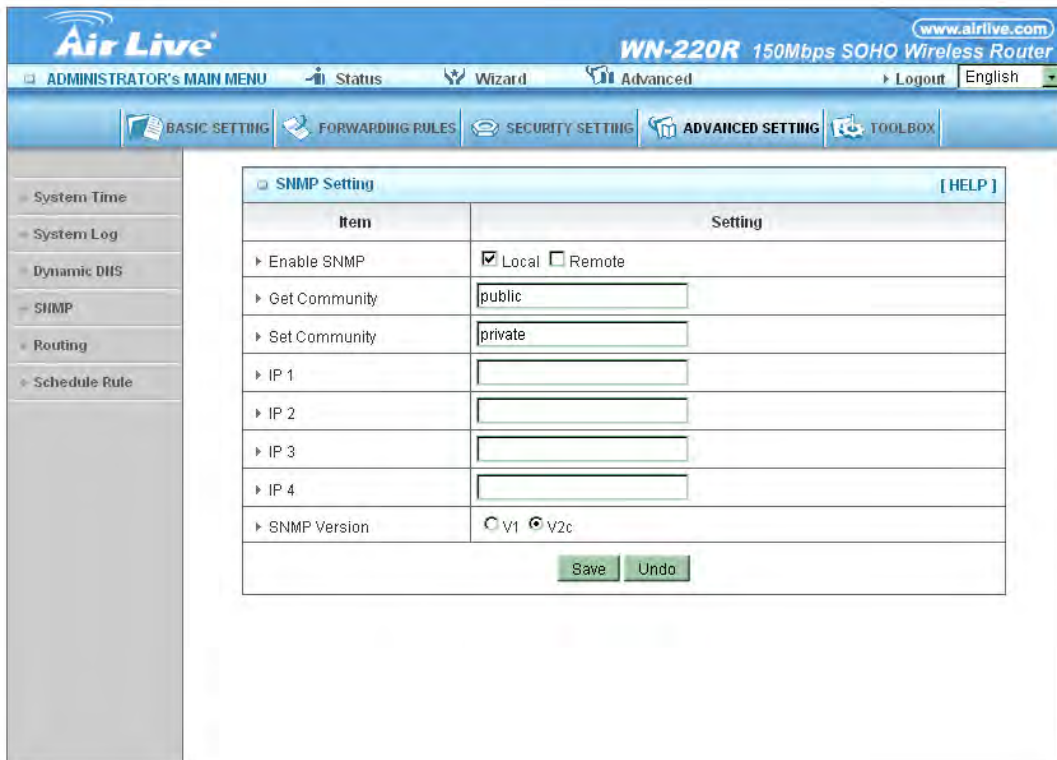 Air Live
www.airlive.com
WN-220R 150Mbps SOHO Wireless Router
ADMINISTRATOR's MAIN MENU Status Wizard Advanced Logout English
BASIC SETTING FORWARDING RULES SECURITY SETTING ADVANCED SETTING TOOLBOX
System Time
System Log
Dynamic DNS
SNMP
Routing
Schedule Rule
SNMP Setting [ HELP ]
Item Setting
Enable SNMP Local Remote
Get Community public
Set Community private
IP 1
IP 2
IP 3
IP 4
SNMP Version V1 V2c
Save Undo